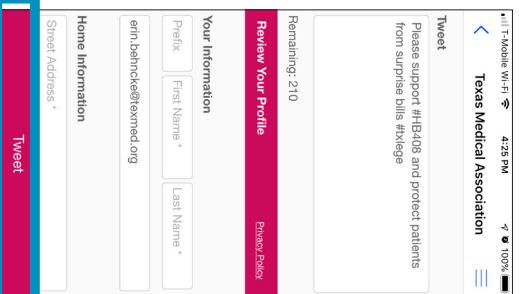 T-Mobile Wi-Fi 4:25 PM 100%
Texas Medical Association
Tweet
Please support #HB408 and protect patients
from surprise bills #txlege
Remaining: 210
Review Your Profile Privacy Policy
Your Information
Prefix First Name * Last Name *
erin.behncke@texmed.org
Home Information
Street Address *
Tweet